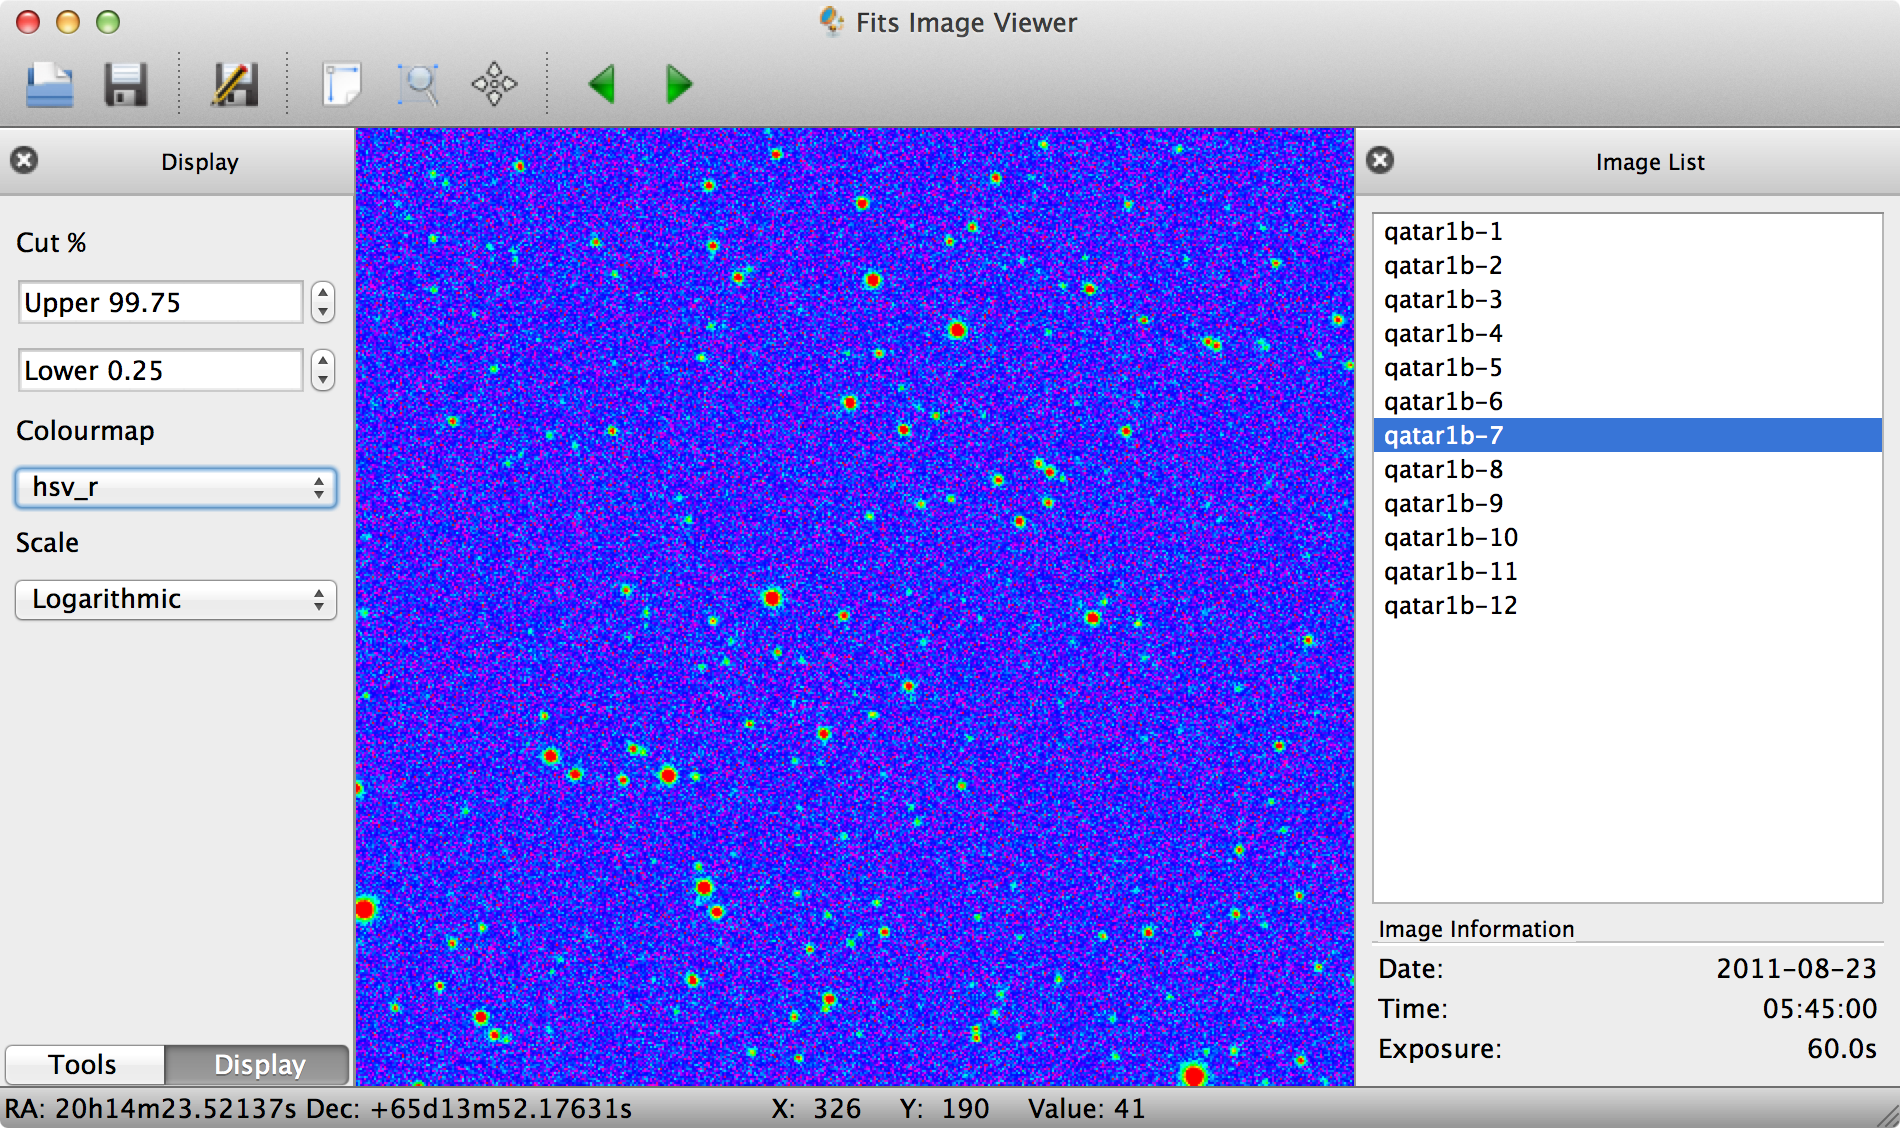 Fits Image Viewer
Display
Cut %
Upper 99.75
Lower 0.25
Colourmap
hsv_r
Scale
Logarithmic
Tools
Display
Image List
qatar1b-1
qatar1b-2
qatar1b-3
qatar1b-4
qatar1b-5
qatar1b-6
qatar1b-7
qatar1b-8
qatar1b-9
qatar1b-10
qatar1b-11
qatar1b-12
Image Information
Date: 2011-08-23
Time: 05:45:00
Exposure: 60.0s
RA: 20h14m23.52137s Dec: +65d13m52.17631s X: 326 Y: 190 Value: 41